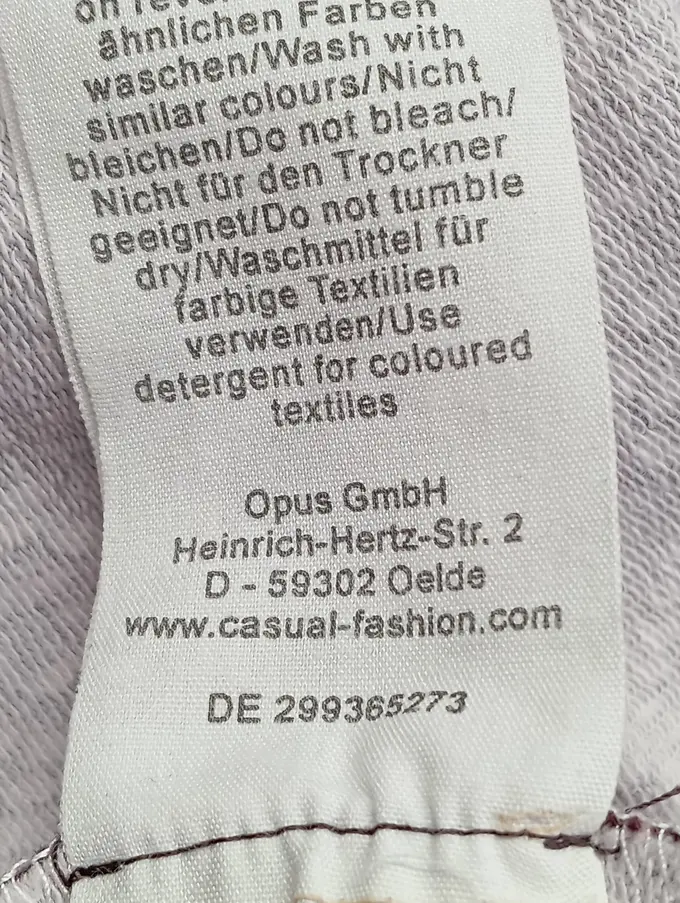 on rever
ähnlichen Farben
waschen/Wash with
similar colours/Nicht
bleichen/Do not bleach/
Nicht für den Trockner
geeignet/Do not tumble
dry/Waschmittel für
farbige Textilien
verwenden/Use
detergent for coloured
textiles
Opus GmbH
Heinrich-Hertz-Str. 2
D - 59302 Oelde
www.casual-fashion.com
DE 299365273